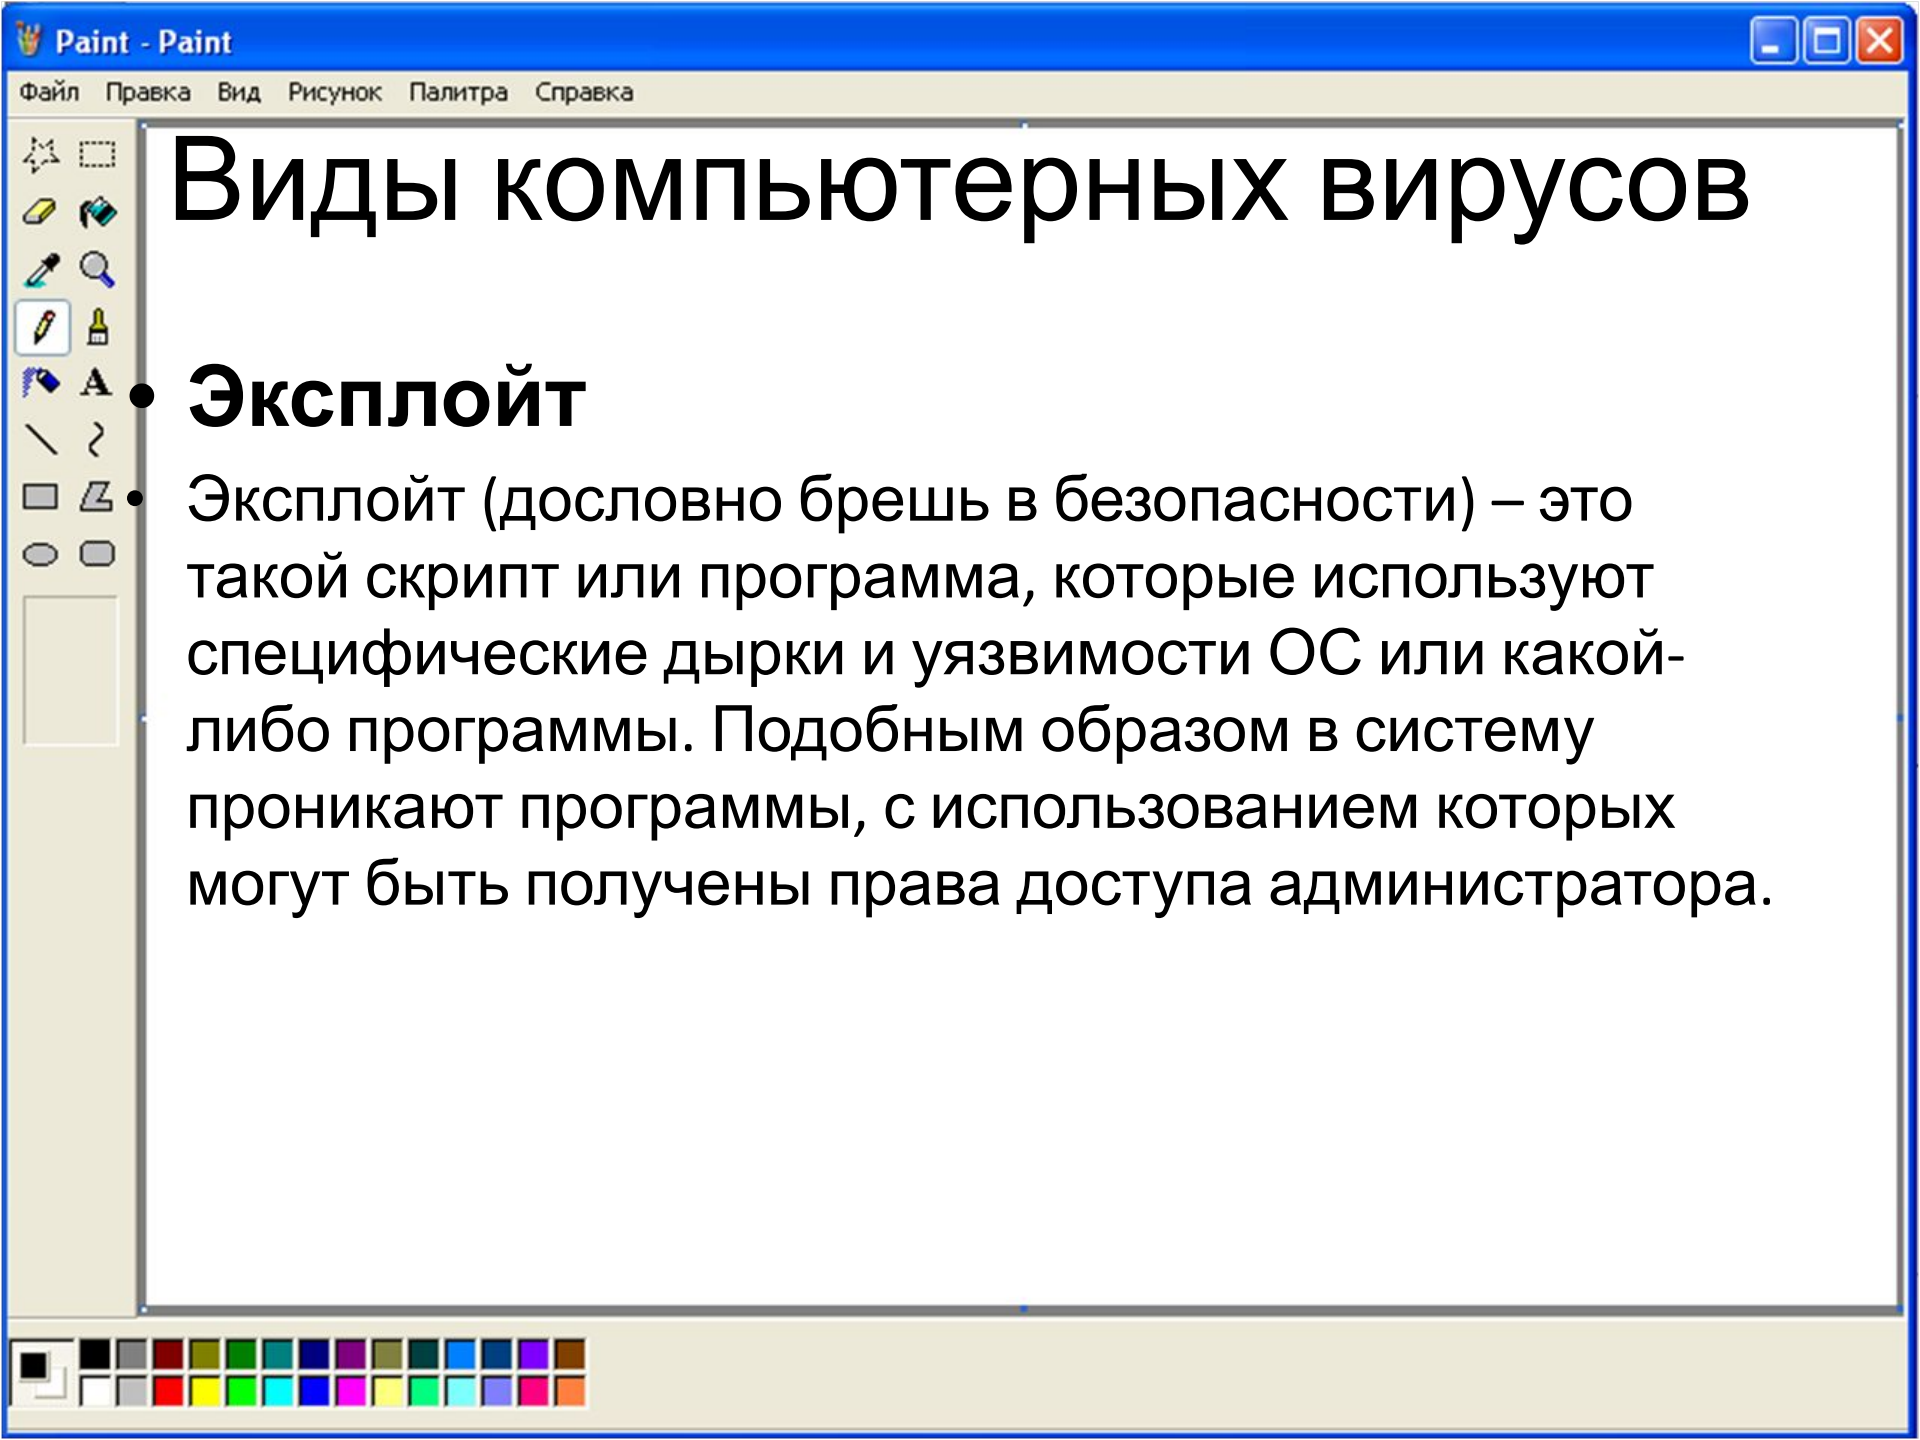 Paint - Paint
Файл Правка Вид Рисунок Палитра Справка
Виды компьютерных вирусов
• Эксплойт
• Эксплойт (дословно брешь в безопасности) – это
такой скрипт или программа, которые используют
специфические дырки и уязвимости ОС или какой-
либо программы. Подобным образом в систему
проникают программы, с использованием которых
могут быть получены права доступа администратора.